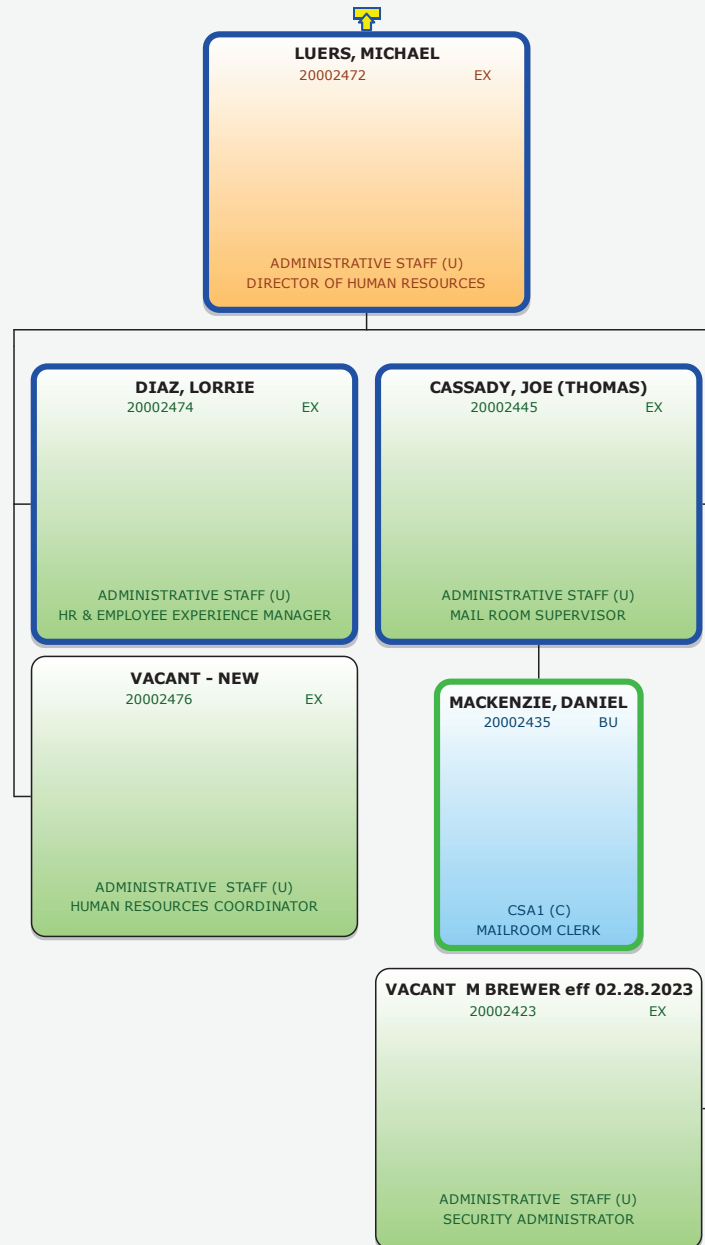 LUERS, MICHAEL
20002472 EX
ADMINISTRATIVE STAFF (U)
DIRECTOR OF HUMAN RESOURCES
DIAZ, LORRIE
20002474 EX
ADMINISTRATIVE STAFF (U)
HR & EMPLOYEE EXPERIENCE MANAGER
CASSADY, JOE (THOMAS)
20002445 EX
ADMINISTRATIVE STAFF (U)
MAIL ROOM SUPERVISOR
VACANT - NEW
20002476 EX
ADMINISTRATIVE  STAFF (U)
HUMAN RESOURCES COORDINATOR
MACKENZIE, DANIEL
20002435 BU
CSA1 (C)
MAILROOM CLERK
VACANT  M BREWER eff 02.28.2023
20002423 EX
ADMINISTRATIVE  STAFF (U)
SECURITY ADMINISTRATOR